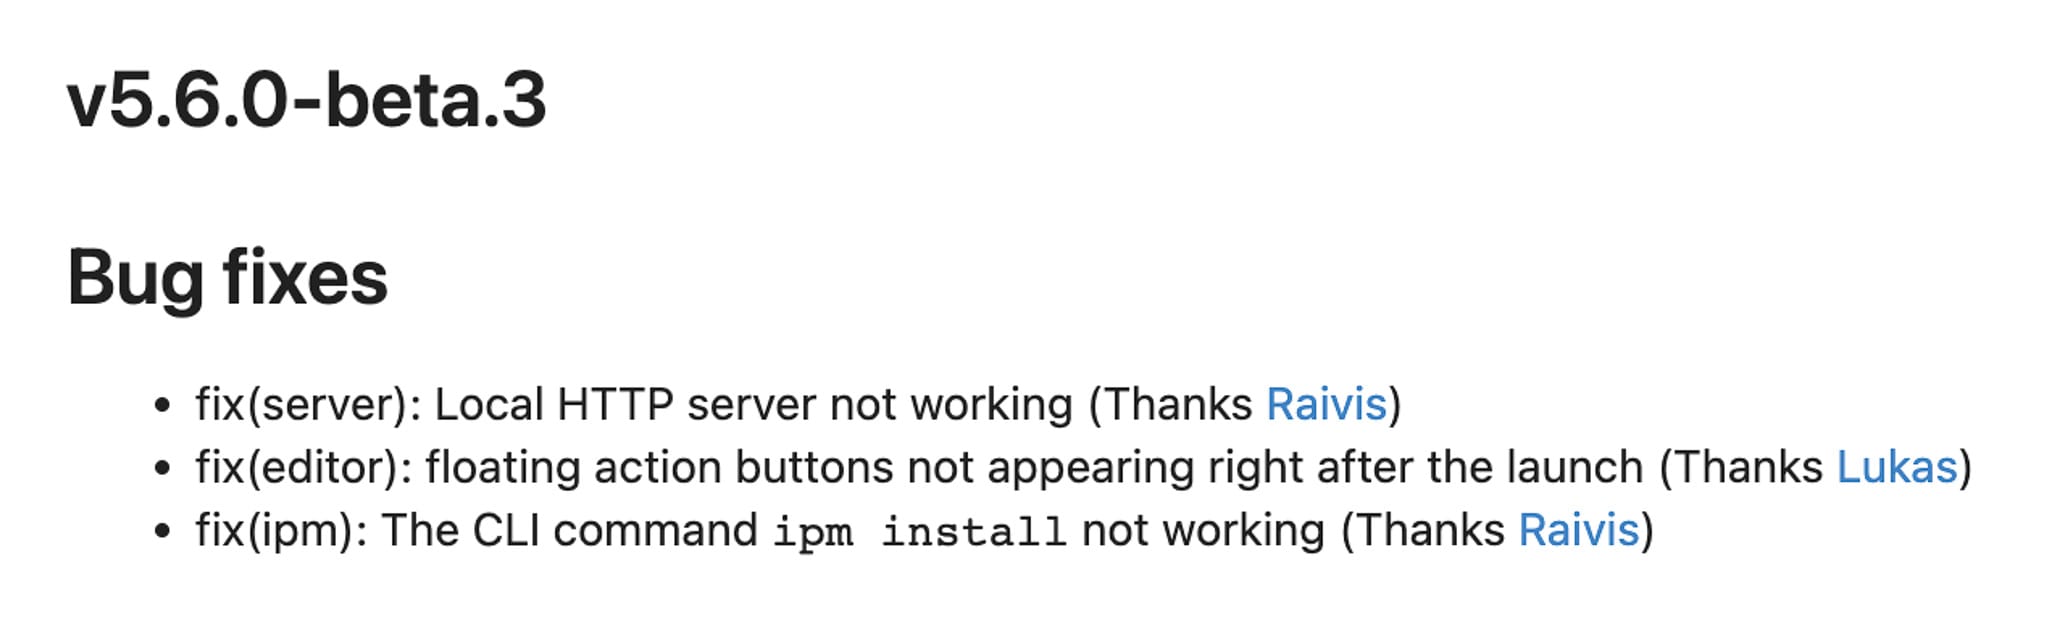 v5.6.0-beta.3
Bug fixes
• fix(server): Local HTTP server not working (Thanks Raivis)
• fix(editor): floating action buttons not appearing right after the launch (Thanks Lukas)
• fix(ipm): The CLI command ipm install not working (Thanks Raivis)